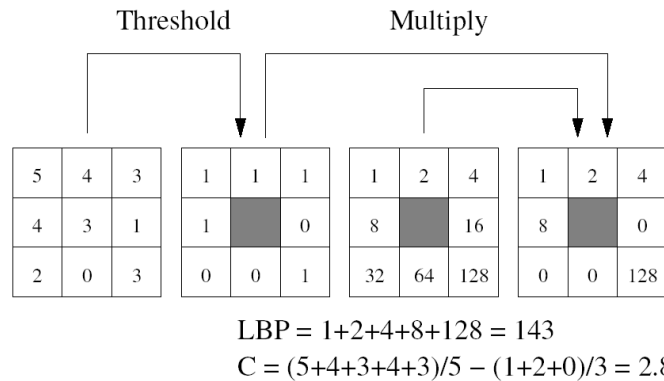 Threshold Multiply
5 4 3 1 1 1 1 2 4 1 2 4
4 3 1 1 0 8 16 8 0
2 0 3 0 0 1 32 64 128 0 0 128
LBP = 1+2+4+8+128 = 143
C = (5+4+3+4+3)/5 − (1+2+0)/3 = 2.8